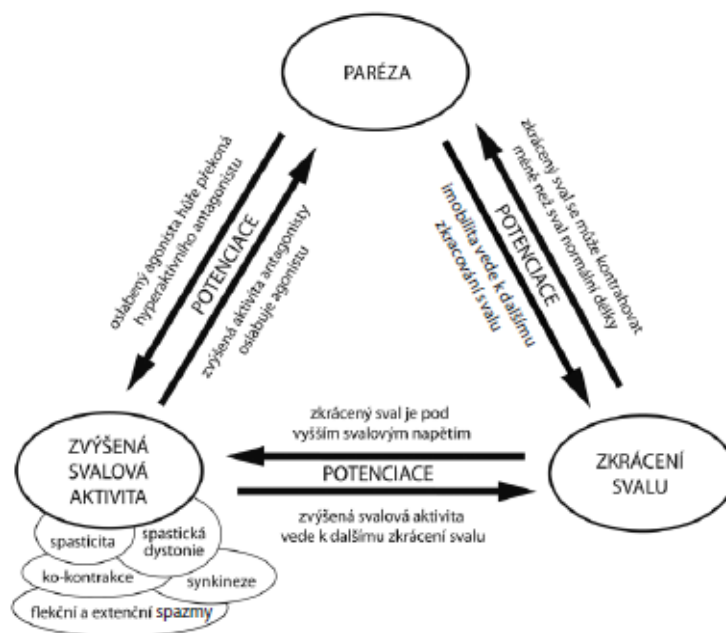 PARÉZA
oslabený agonista hůře překoná
hyperaktivního antagonistu
POTENCIACE
zvýšená aktivita antagonisty
oslabuje agonistu
zkrácený sval se může kontrahovat
méně než sval normální délky
POTENCIACE
imobilita vede k dalšímu
zkracování svalu
zkrácený sval je pod
vyšším svalovým napětím
POTENCIACE
zvýšená svalová aktivita
vede k dalšímu zkrácení svalu
ZVÝŠENÁ
SVALOVÁ
AKTIVITA
ZKRÁCENÍ
SVALU
spasticita
spastická
dystonie
ko-kontrakce
synkineze
flekční a extenční spazmy